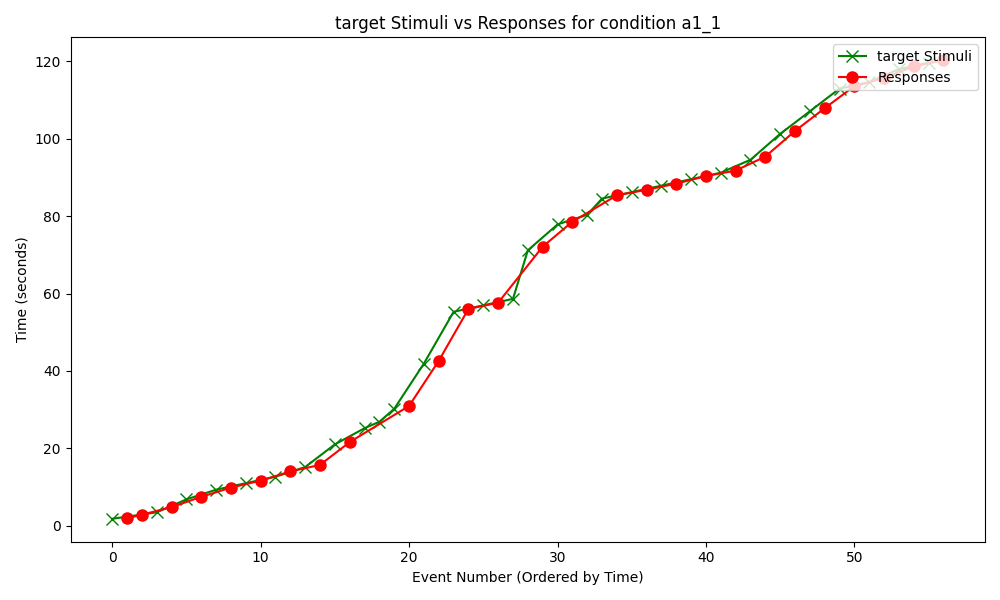 target Stimuli vs Responses for condition a1_1
target Stimuli
Responses
120
100
80
60
40
20
0
Time (seconds)
0 10 20 30 40 50
Event Number (Ordered by Time)